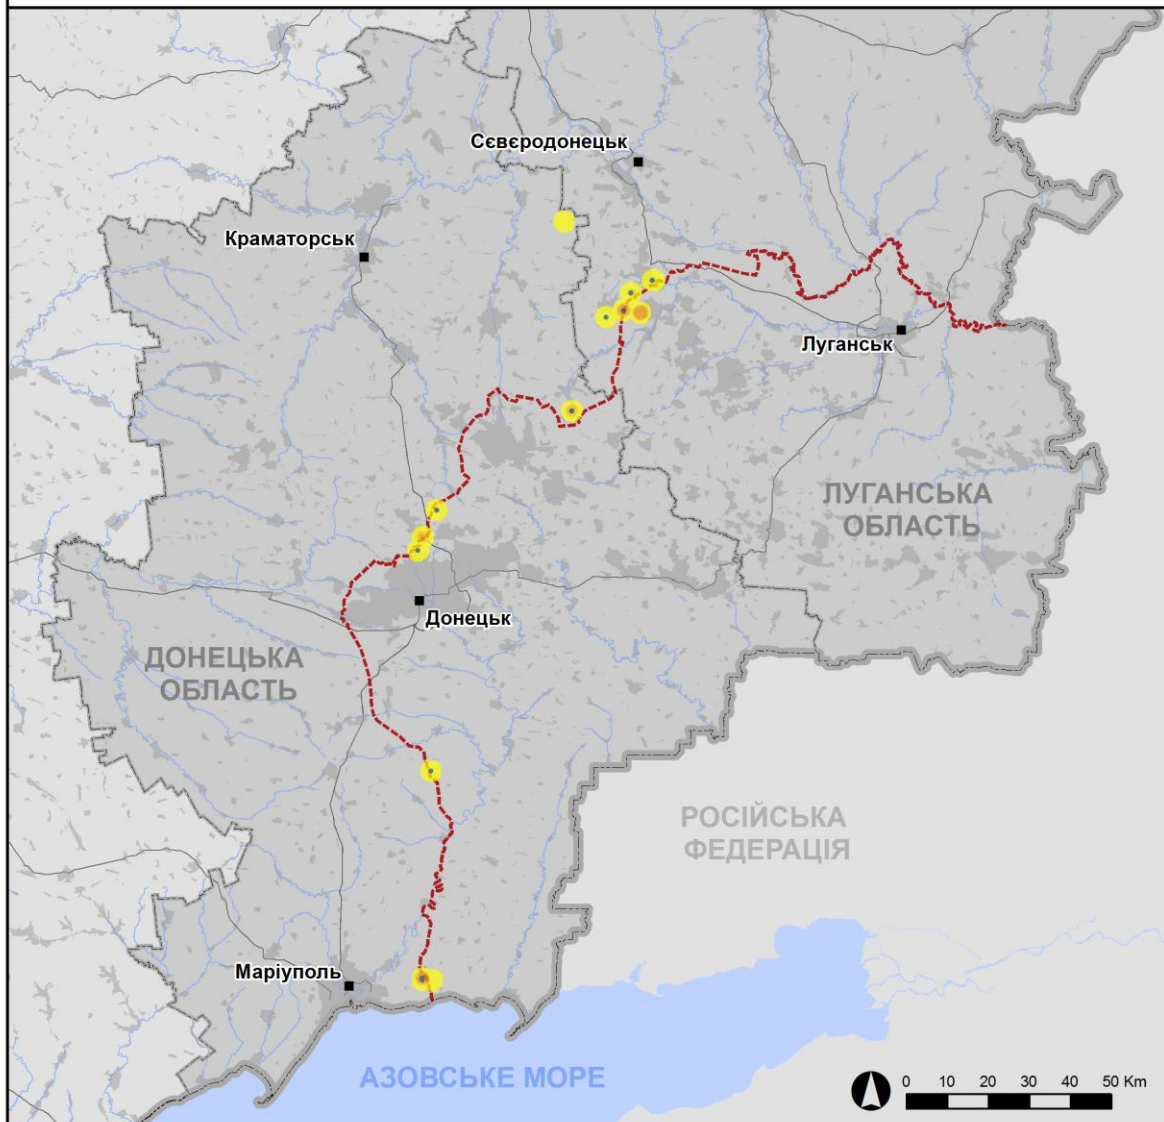 Сєвєродонецьк
Краматорськ
Луганськ
ЛУГАНСЬКА
ОБЛАСТЬ
Донецьк
ДОНЕЦЬКА
ОБЛАСТЬ
РОСІЙСЬКА
ФЕДЕРАЦІЯ
Маріуполь
АЗОВСЬКЕ МОРЕ
0 10 20 30 40 50 Km